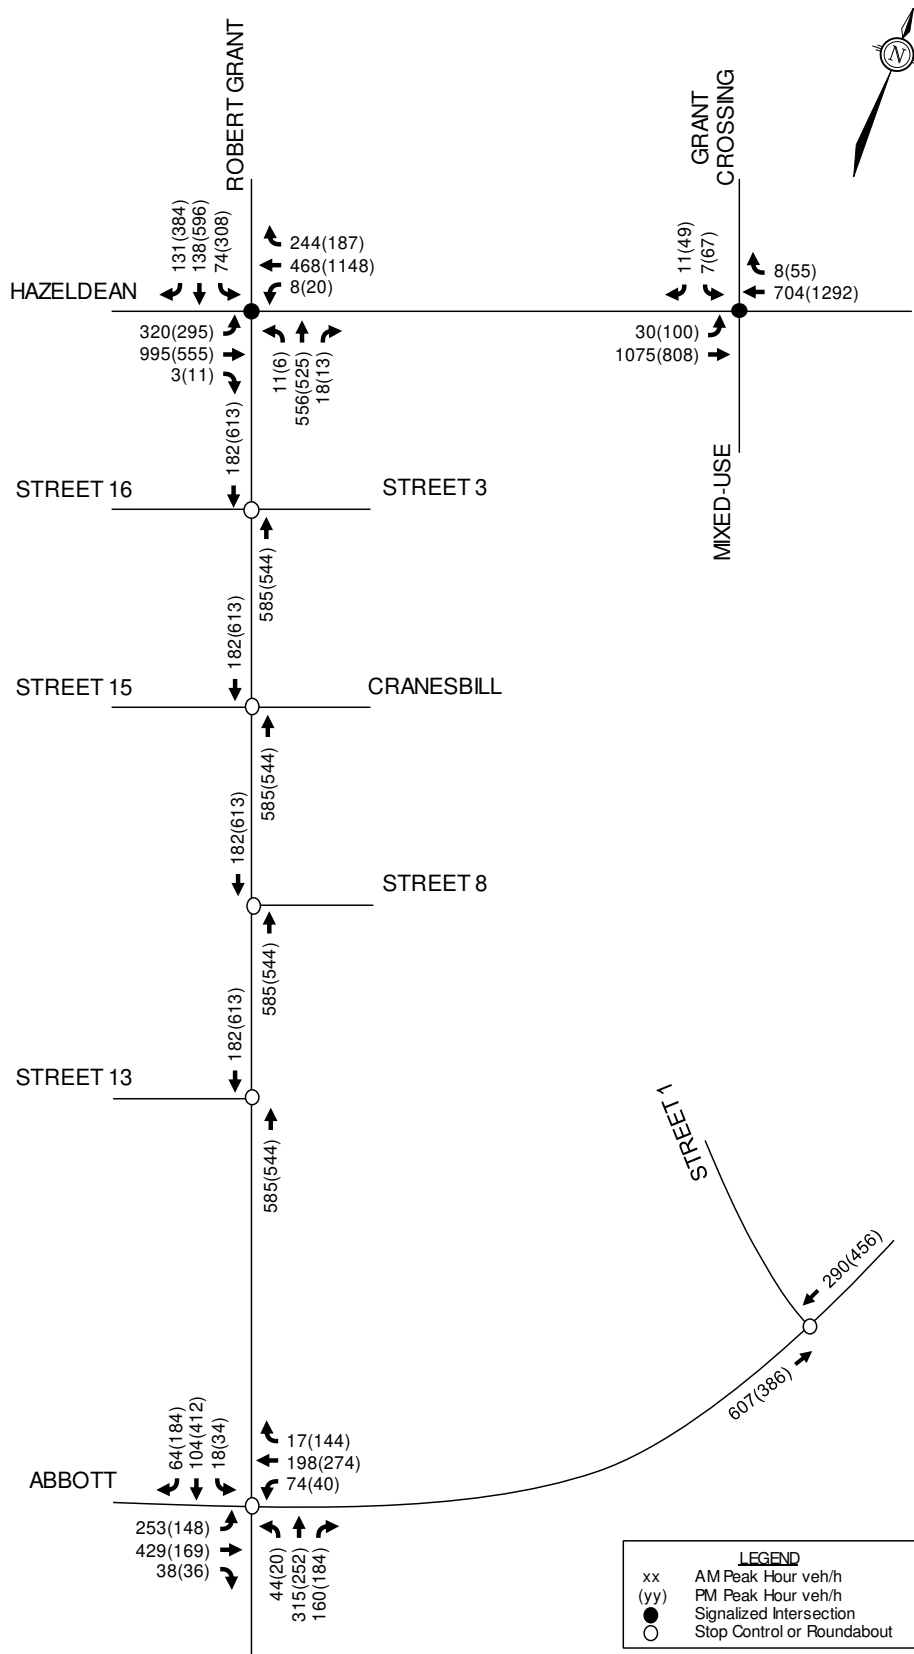 ROBERT GRANT
GRANT
CROSSING
N
131(384)
138(596)
74(308)
244(187)
468(1148)
8(20)
11(49)
7(67)
8(55)
704(1292)
HAZELDEAN
320(295)
995(555)
3(11)
11(6)
556(525)
18(13)
30(100)
1075(808)
MIXED-USE
182(613)
STREET 16
STREET 3
585(544)
182(613)
STREET 15
CRANESBILL
585(544)
182(613)
STREET 8
585(544)
182(613)
STREET 13
585(544)
STREET 1
290(456)
607(386)
64(184)
104(412)
18(34)
17(144)
198(274)
74(40)
ABBOTT
253(148)
429(169)
38(36)
44(20)
315(252)
160(184)
LEGEND
xx AM Peak Hour veh/h
(yy) PM Peak Hour veh/h
Signalized Intersection
Stop Control or Roundabout